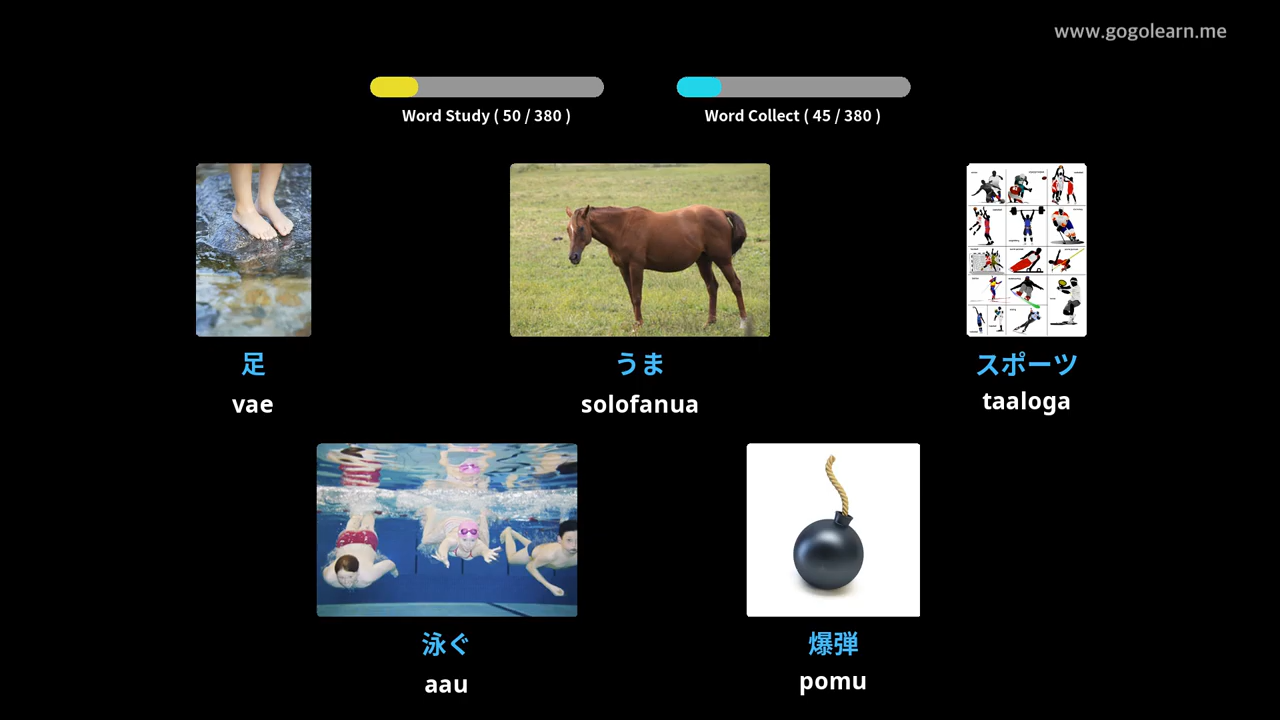 www.gogolearn.me
Word Study ( 50 / 380 )
Word Collect ( 45 / 380 )
足
vae
うま
solofanua
スポーツ
taaloga
泳ぐ
aau
爆弾
pomu